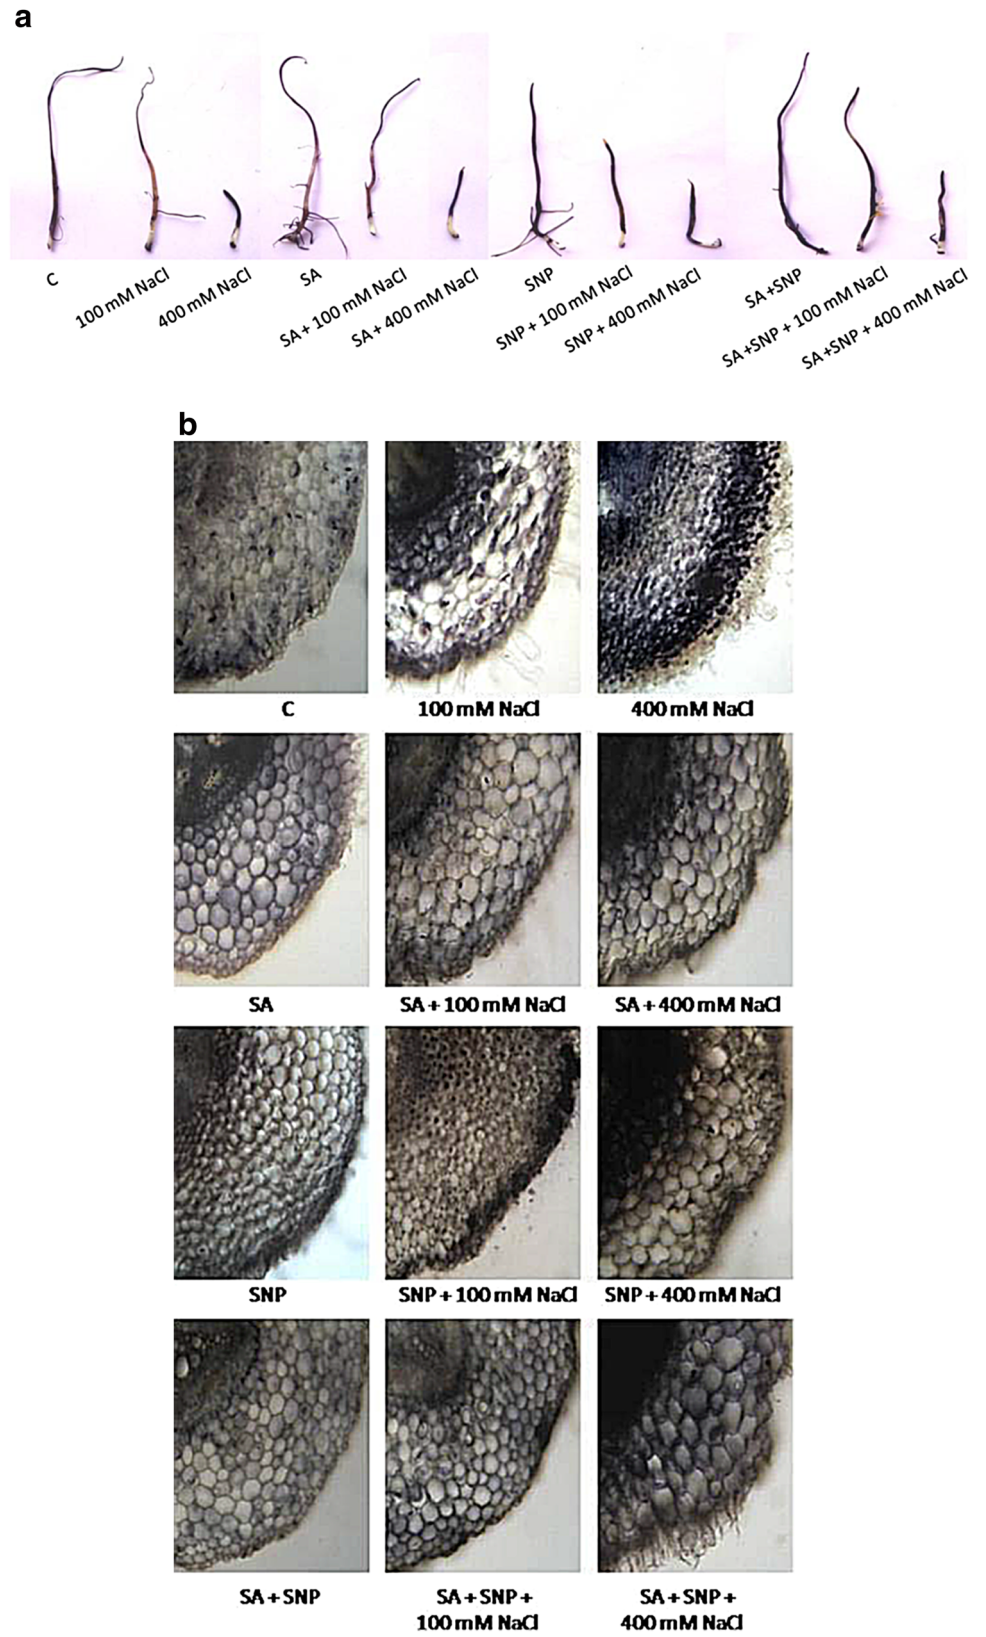 a
C
100 mM NaCl
400 mM NaCl
SA
SA + 100 mM NaCl
SA + 400 mM NaCl
SNP
SNP + 100 mM NaCl
SNP + 400 mM NaCl
SA +SNP
SA +SNP + 100 mM NaCl
SA +SNP + 400 mM NaCl
b
C
100 mM NaCl
400 mM NaCl
SA
SA + 100 mM NaCl
SA + 400 mM NaCl
SNP
SNP + 100 mM NaCl
SNP + 400 mM NaCl
SA + SNP
SA + SNP +
100 mM NaCl
SA + SNP +
400 mM NaCl